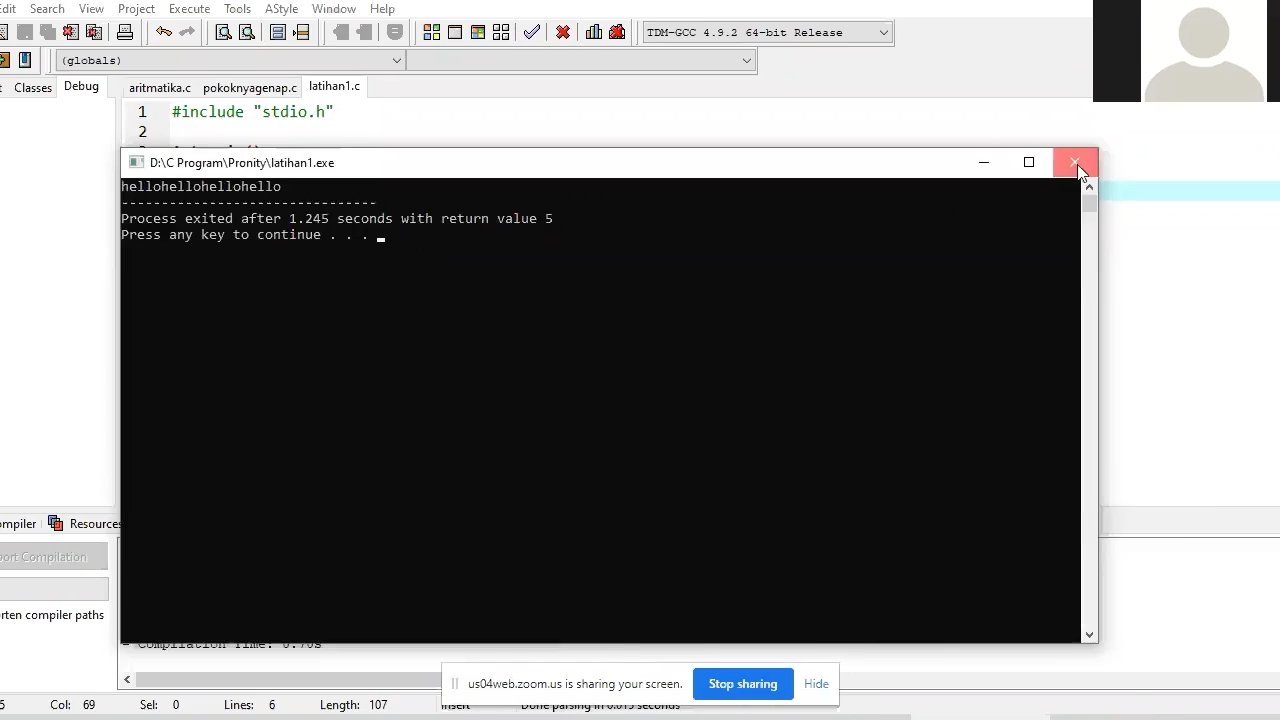 Edit Search View Project Execute Tools AStyle Window Help
TDM-GCC 4.9.2 64-bit Release
(globals)
Classes Debug aritmatika.c pokoknyagenap.c latihan1.c
1 #include "stdio.h"
2
D:\C Program\Pronity\latihan1.exe
hellohellohellohello
--------------------------------
Process exited after 1.245 seconds with return value 5
Press any key to continue . . .
ompiler Resources
ort Compilation
rten compiler paths
- Compilation Time: 0.70s
us04web.zoom.us is sharing your screen. Stop sharing Hide
5 Col: 69 Sel: 0 Lines: 6 Length: 107 Insert Done parsing in 0.015 seconds